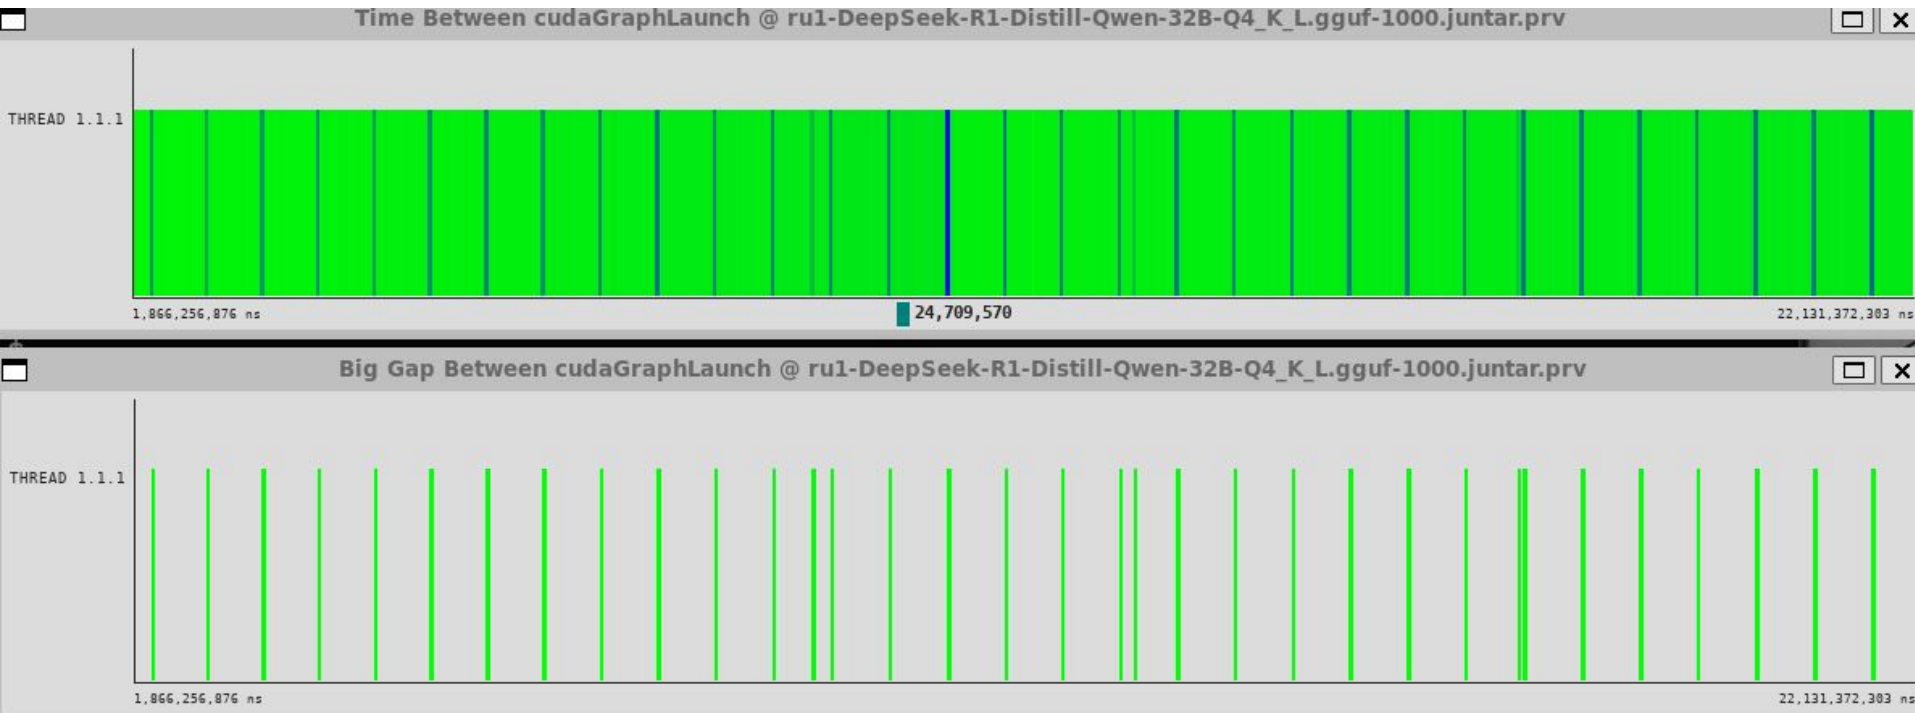 Time Between cudaGraphLaunch @ ru1-DeepSeek-R1-Distill-Qwen-32B-Q4_K_L.gguf-1000.juntar.prv
THREAD 1.1.1
1,866,256,876 ns
24,709,570
22,131,372,303 ns
Big Gap Between cudaGraphLaunch @ ru1-DeepSeek-R1-Distill-Qwen-32B-Q4_K_L.gguf-1000.juntar.prv
THREAD 1.1.1
1,866,256,876 ns
22,131,372,303 ns